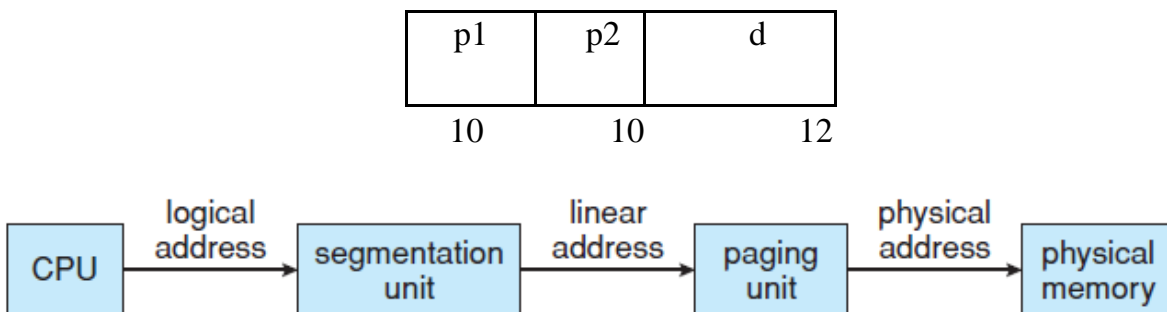 p1 p2 d
10 10 12
logical address
linear address
physical address
CPU
segmentation unit
paging unit
physical memory